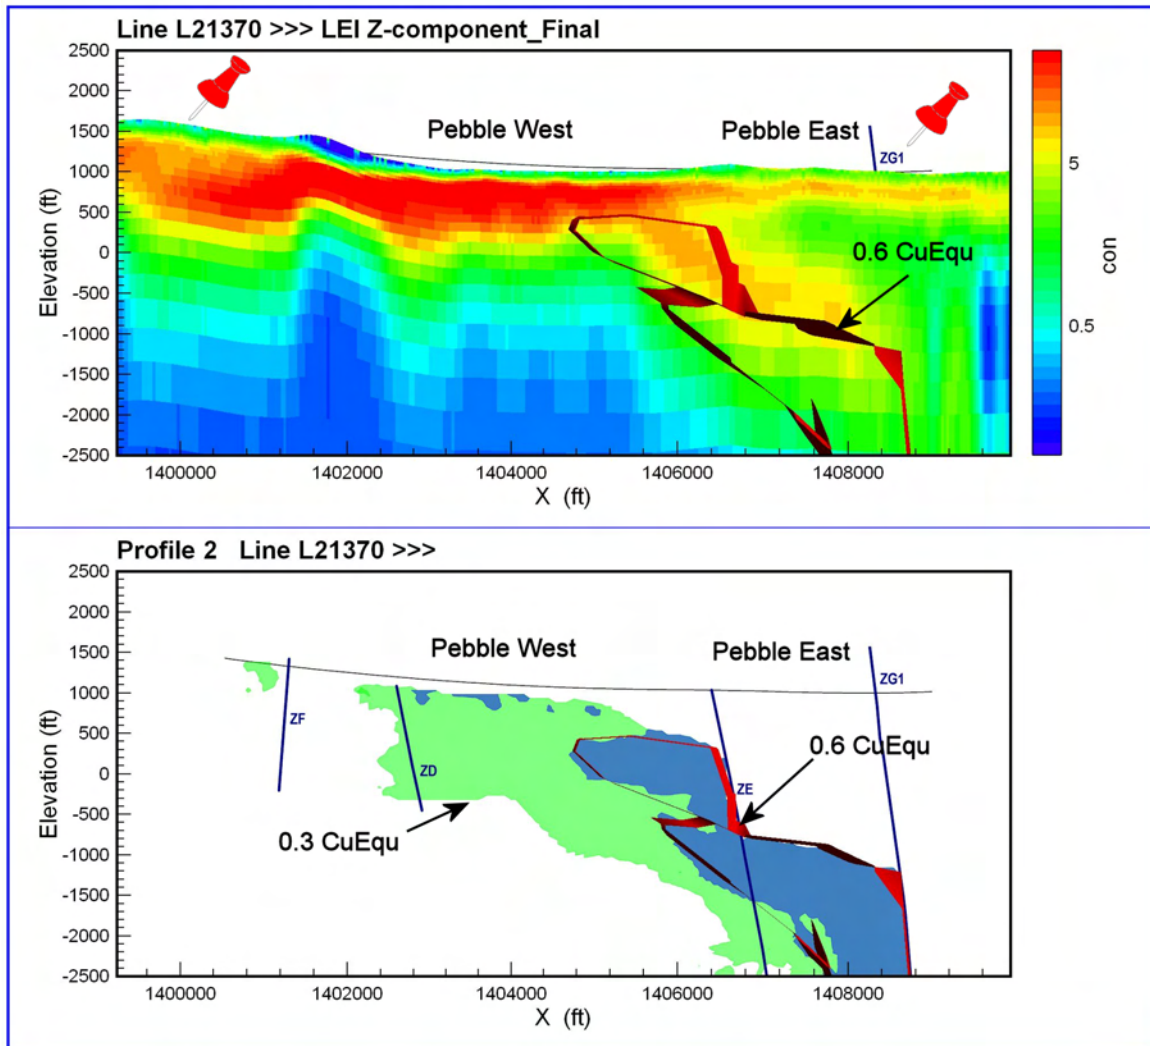 Line L21370 >>> LEI Z-component_Final
2500
2000
1500
1000
500
0
-500
-1000
-1500
-2000
-2500
Elevation (ft)
Pebble West
Pebble East
ZG1
0.6 CuEqu
1400000
1402000
1404000
1406000
1408000
X (ft)
5
0.5
con
Profile 2 Line L21370 >>>
2500
2000
1500
1000
500
0
-500
-1000
-1500
-2000
-2500
Elevation (ft)
Pebble West
Pebble East
ZG1
ZF
ZD
ZE
0.6 CuEqu
0.3 CuEqu
1400000
1402000
1404000
1406000
1408000
X (ft)